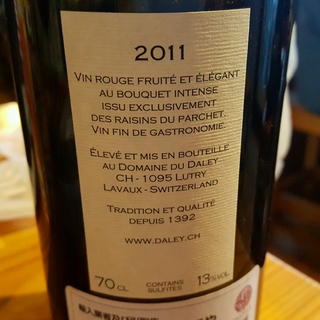 2011
VIN ROUGE FRUITÉ ET ÉLÉGANT
AU BOUQUET INTENSE
ISSU EXCLUSIVEMENT
DES RAISINS DU PARCHET.
VIN FIN DE GASTRONOMIE.
ÉLEVÉ ET MIS EN BOUTEILLE
AU DOMAINE DU DALEY
CH - 1095 LUTRY
LAVAUX - SWITZERLAND
TRADITION ET QUALITÉ
DEPUIS 1392
WWW.DALEY.CH
70 CL CONTAINS SULFITES 13%VOL